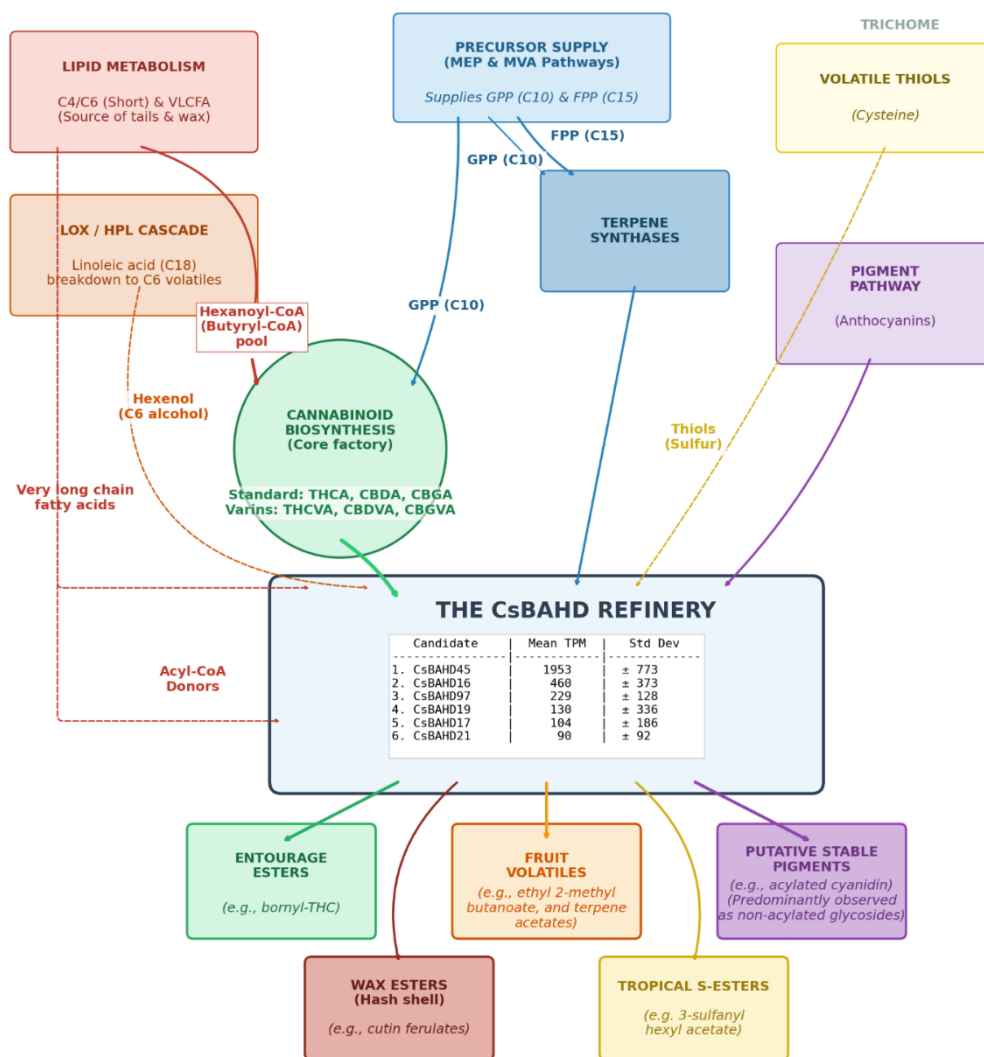 TRICHOME
LIPID METABOLISM
C4/C6 (Short) & VLCFA
(Source of tails & wax)
PRECURSOR SUPPLY
(MEP & MVA Pathways)
Supplies GPP (C10) & FPP (C15)
VOLATILE THIOLS
(Cysteine)
FPP (C15)
GPP (C10)
LOX / HPL CASCADE
Linoleic acid (C18)
breakdown to C6 volatiles
TERPENE
SYNTHASES
PIGMENT
PATHWAY
(Anthocyanins)
GPP (C10)
Hexanoyl-CoA
(Butyryl-CoA)
pool
Hexenol
(C6 alcohol)
CANNABINOID
BIOSYNTHESIS
(Core factory)
Thiols
(Sulfur)
Standard: THCA, CBDA, CBGA
Varins: THCVA, CBDVA, CBGVA
Very long chain
fatty acids
THE CsBAHD REFINERY
Candidate | Mean TPM | Std Dev
----------------|------------|-------------
1. CsBAHD45 | 1953 | ± 773
2. CsBAHD16 | 460 | ± 373
3. CsBAHD97 | 229 | ± 128
4. CsBAHD19 | 130 | ± 336
5. CsBAHD17 | 104 | ± 186
6. CsBAHD21 | 90 | ± 92
Acyl-CoA
Donors
ENTOURAGE
ESTERS
(e.g., bornyl-THC)
FRUIT
VOLATILES
(e.g., ethyl 2-methyl
butanoate, and terpene
acetates)
PUTATIVE STABLE
PIGMENTS
(e.g., acylated cyanidin)
(Predominantly observed
as non-acylated glycosides)
WAX ESTERS
(Hash shell)
(e.g., cutin ferulates)
TROPICAL S-ESTERS
(e.g. 3-sulfanyl
hexyl acetate)